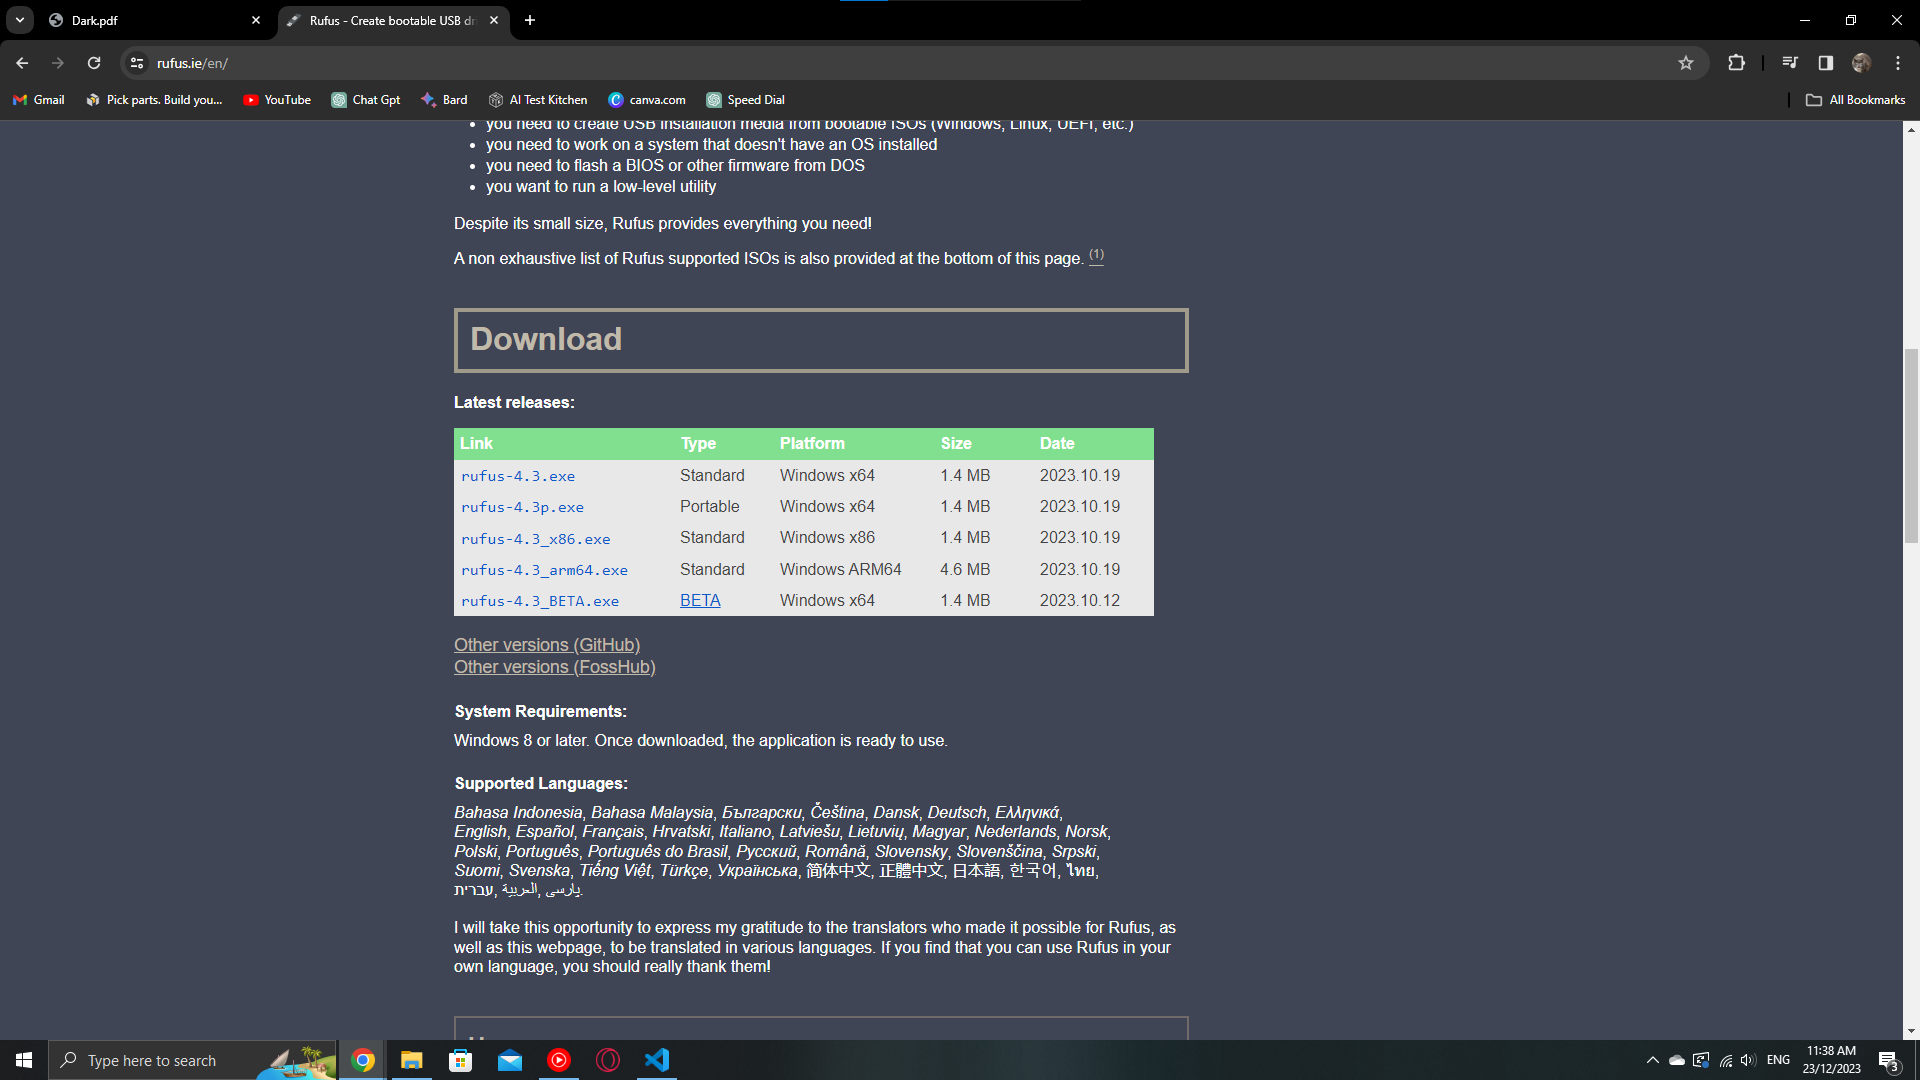 Dark.pdf
Rufus - Create bootable USB dr
rufus.ie/en/
Gmail
Pick parts. Build you...
YouTube
Chat Gpt
Bard
AI Test Kitchen
canva.com
Speed Dial
All Bookmarks
you need to create USB installation media from bootable ISOs (Windows, Linux, UEFI, etc.)
you need to work on a system that doesn't have an OS installed
you need to flash a BIOS or other firmware from DOS
you want to run a low-level utility
Despite its small size, Rufus provides everything you need!
A non exhaustive list of Rufus supported ISOs is also provided at the bottom of this page. (1)
Download
Latest releases:
Link Type Platform Size Date
rufus-4.3.exe Standard Windows x64 1.4 MB 2023.10.19
rufus-4.3p.exe Portable Windows x64 1.4 MB 2023.10.19
rufus-4.3_x86.exe Standard Windows x86 1.4 MB 2023.10.19
rufus-4.3_arm64.exe Standard Windows ARM64 4.6 MB 2023.10.19
rufus-4.3_BETA.exe BETA Windows x64 1.4 MB 2023.10.12
Other versions (GitHub)
Other versions (FossHub)
System Requirements:
Windows 8 or later. Once downloaded, the application is ready to use.
Supported Languages:
Bahasa Indonesia, Bahasa Malaysia, Български, Čeština, Dansk, Deutsch, Ελληνικά,
English, Español, Français, Hrvatski, Italiano, Latviešu, Lietuvių, Magyar, Nederlands, Norsk,
Polski, Português, Português do Brasil, Русский, Română, Slovensky, Slovenščina, Srpski,
Suomi, Svenska, Tiếng Việt, Türkçe, Українська, 简体中文, 正體中文, 日本語, 한국어, ไทย,
עברית, العربية, پارسی.
I will take this opportunity to express my gratitude to the translators who made it possible for Rufus, as
well as this webpage, to be translated in various languages. If you find that you can use Rufus in your
own language, you should really thank them!
Type here to search
ENG
11:38 AM
23/12/2023
3